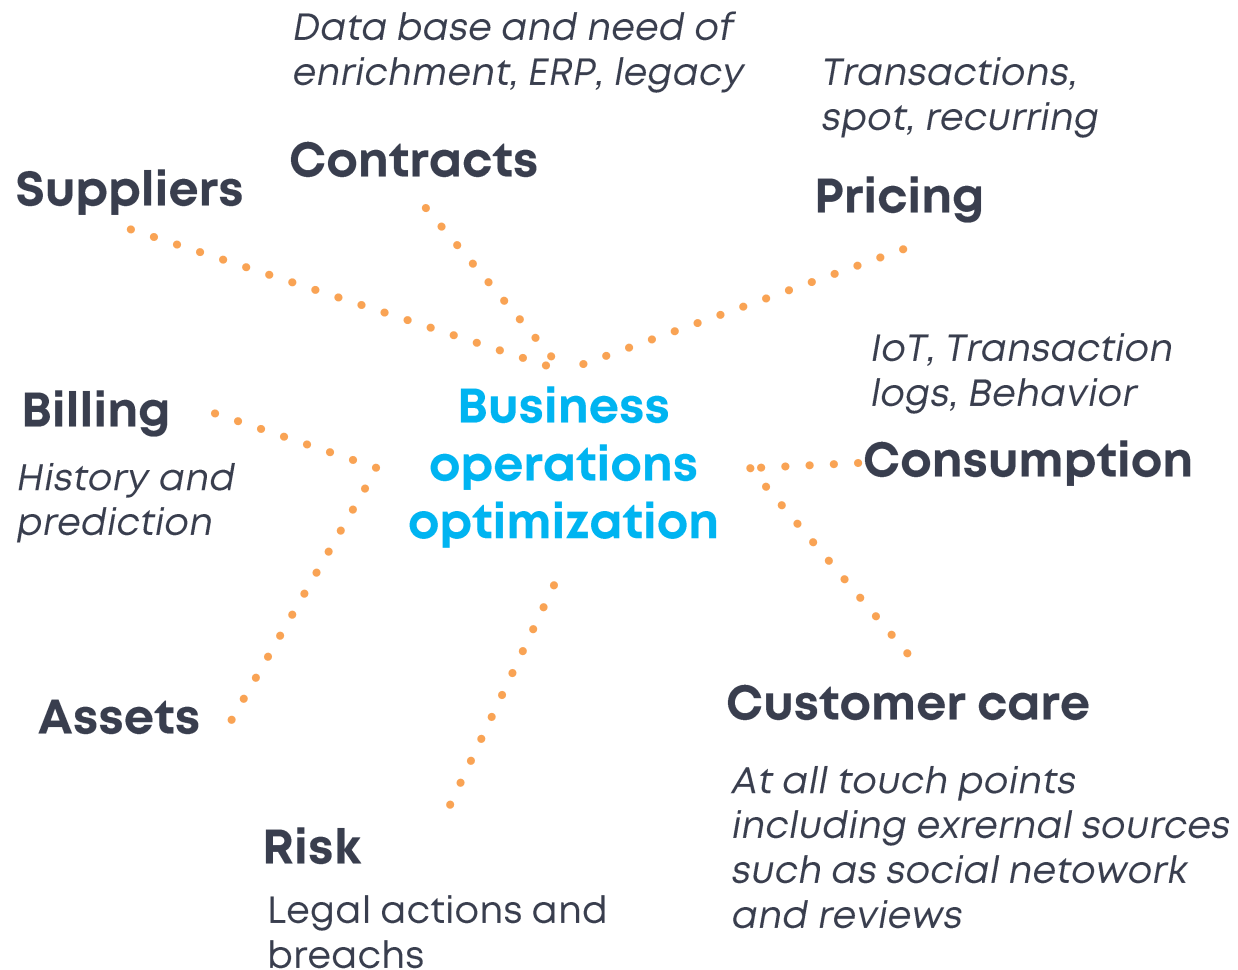 Data base and need of
enrichment, ERP, legacy
Contracts
Transactions,
spot, recurring
Pricing
Suppliers
IoT, Transaction
logs, Behavior
Consumption
Billing
History and
prediction
Business
operations
optimization
Assets
Customer care
At all touch points
including exrernal sources
such as social netowork
and reviews
Risk
Legal actions and
breachs